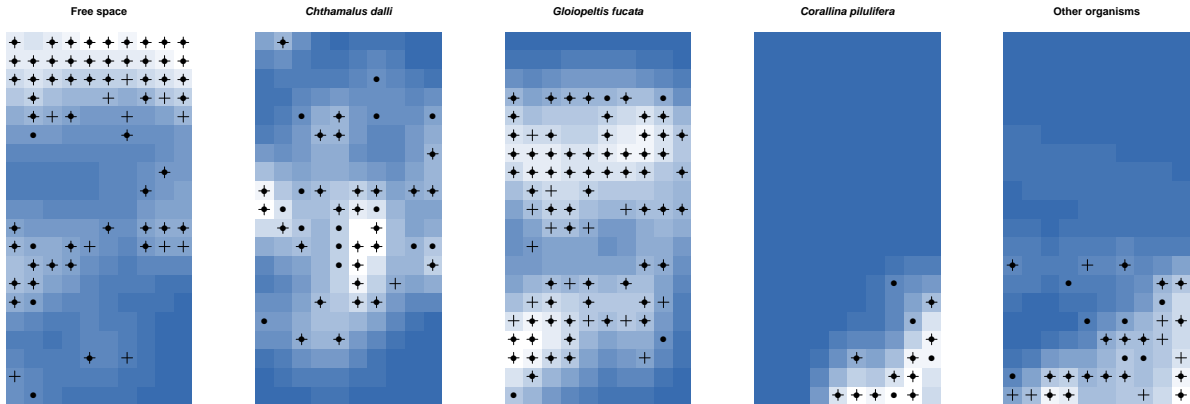 Free space
Chthamalus dalli
Gloiopeltis fucata
Corallina pilulifera
Other organisms